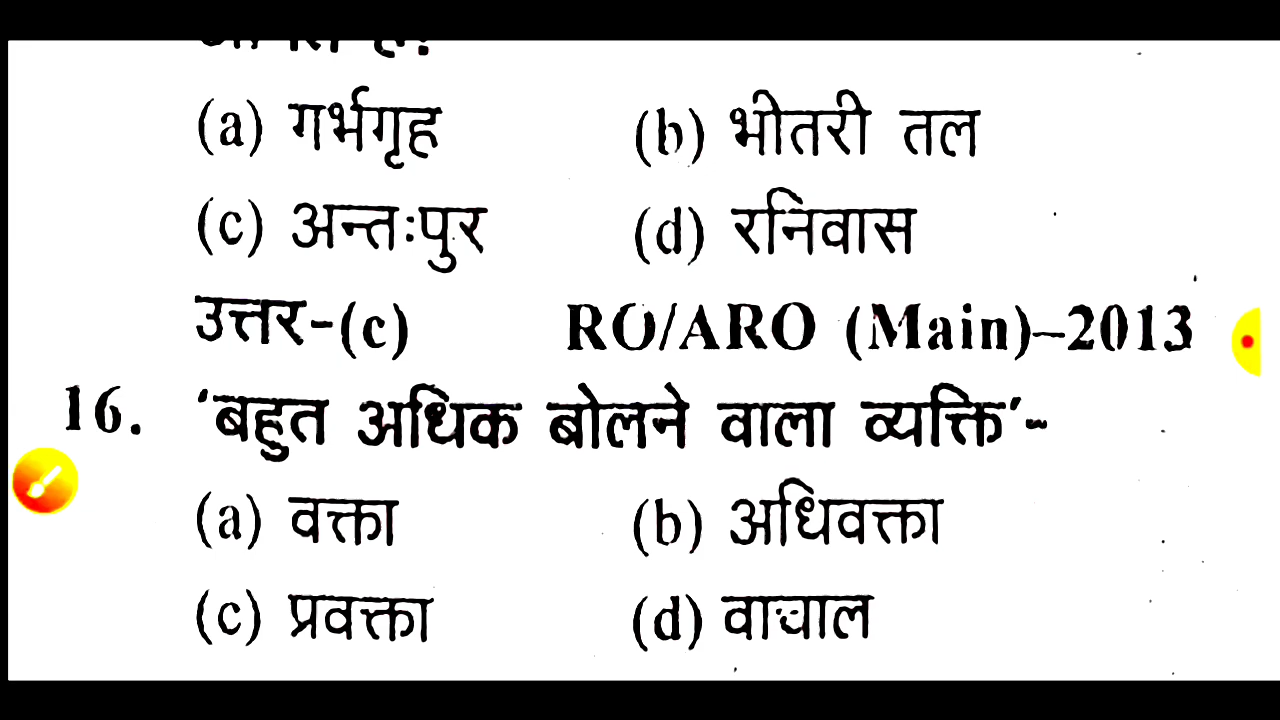 (a) गर्भगृह (b) भीतरी तल
(c) अन्तःपुर (d) रनिवास
उत्तर-(c) RO/ARO (Main)–2013
16. ‘बहुत अधिक बोलने वाला व्यक्ति’-
(a) वक्ता (b) अधिवक्ता
(c) प्रवक्ता (d) वाचाल